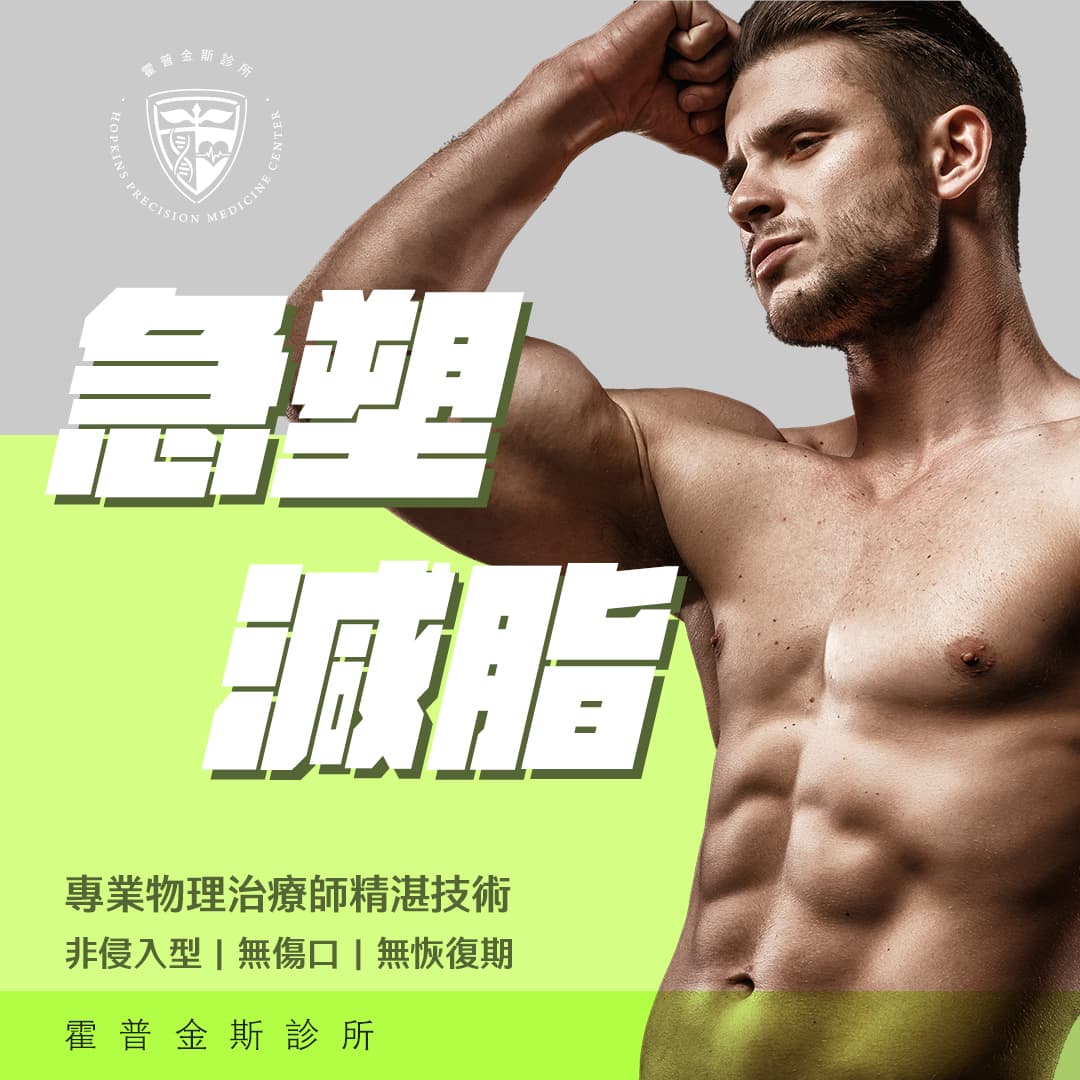 霍普金斯診所
· HOPKINS PRECISION MEDICINE CENTER ·
急塑
減脂
專業物理治療師精湛技術
非侵入型 | 無傷口 | 無恢復期
霍普金斯診所